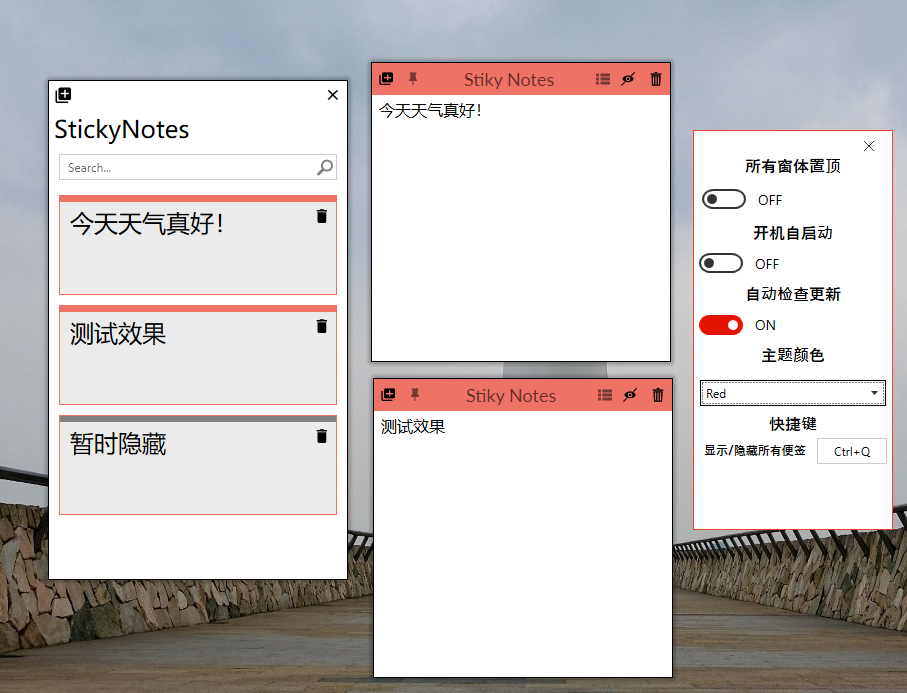 StickyNotes
Search...
今天天气真好！
测试效果
暂时隐藏
Stiky Notes
今天天气真好！
Stiky Notes
测试效果
所有窗体置顶
OFF
开机自启动
OFF
自动检查更新
ON
主题颜色
Red
快捷键
显示/隐藏所有便签 Ctrl+Q